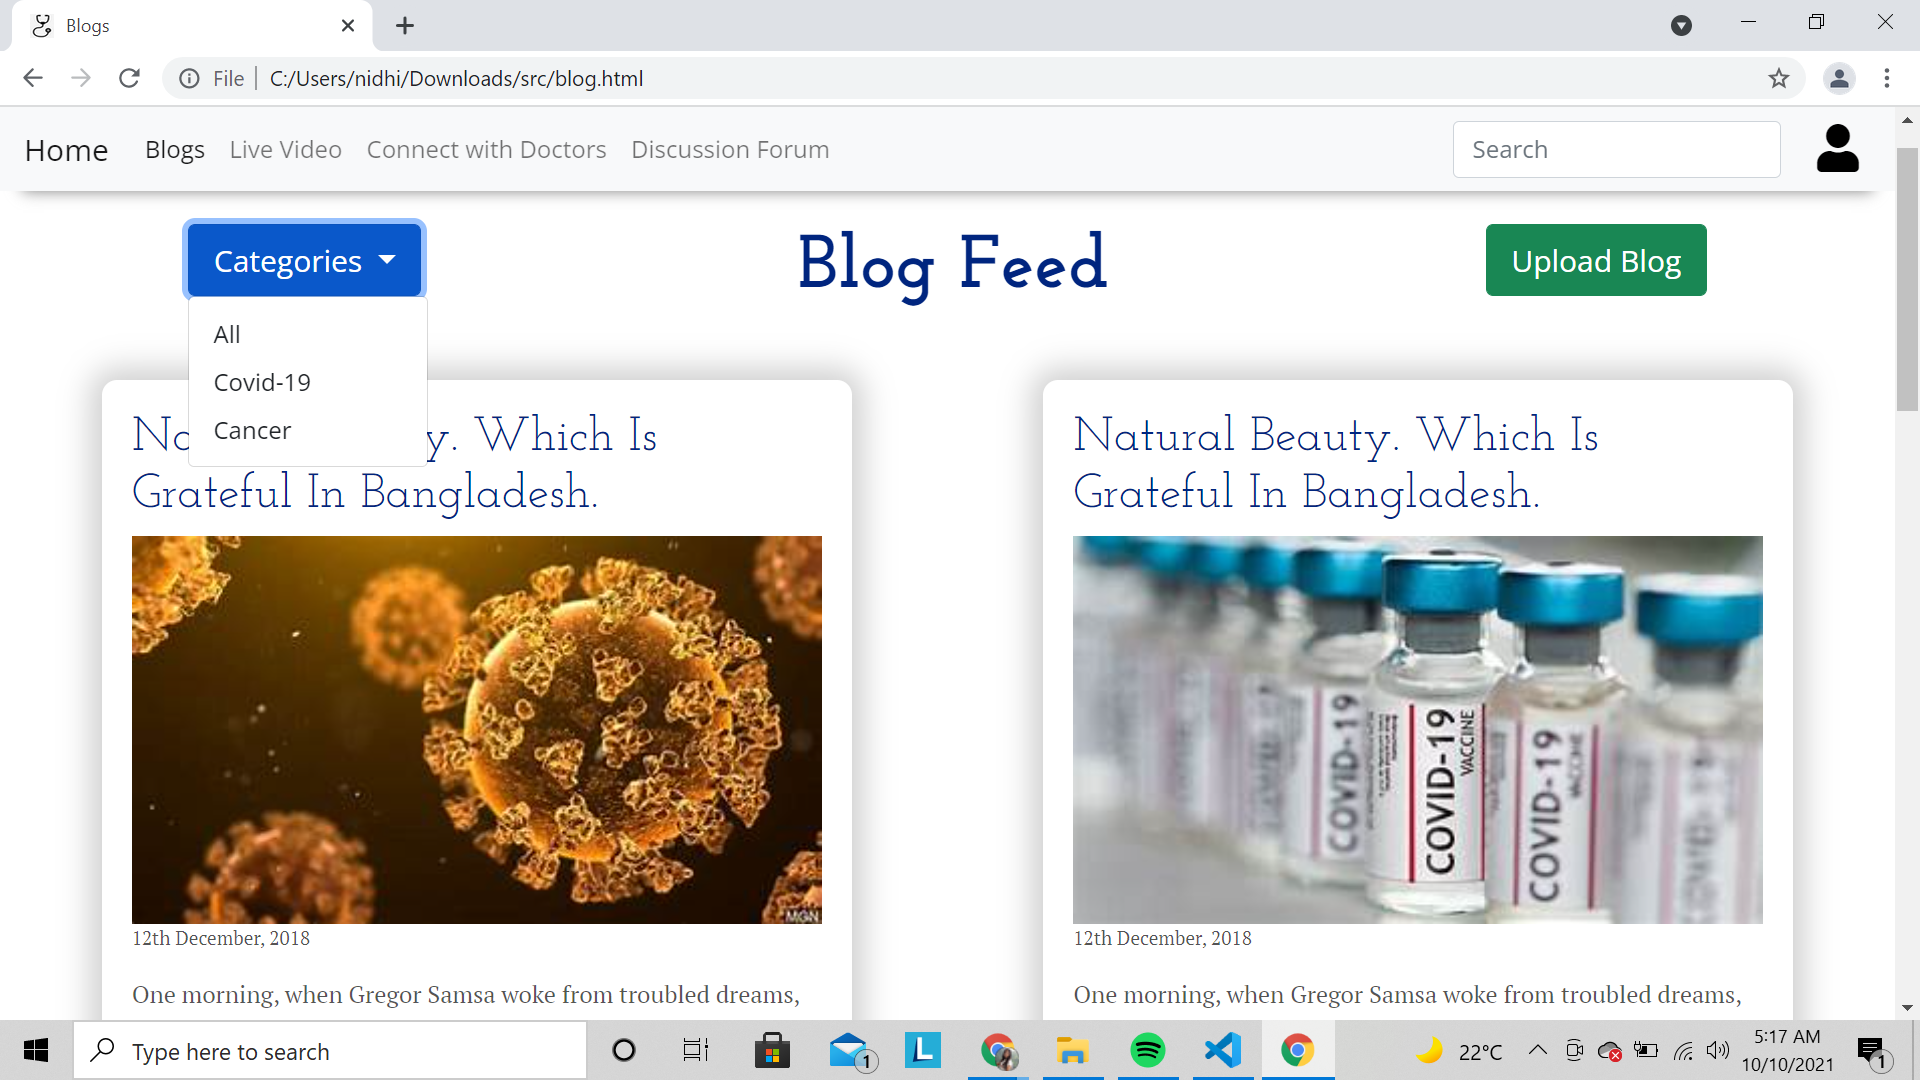 Blogs
File
C:/Users/nidhi/Downloads/src/blog.html
Home Blogs Live Video Connect with Doctors Discussion Forum Search
Categories
Blog Feed
Upload Blog
All
Covid-19
Cancer
y. Which Is
Grateful In Bangladesh.
MGN
12th December, 2018
One morning, when Gregor Samsa woke from troubled dreams,
Natural Beauty. Which Is
Grateful In Bangladesh.
COVID-19
COVID-19
VACCINE
COVID-19
VACCINE
12th December, 2018
One morning, when Gregor Samsa woke from troubled dreams,
Type here to search
1
L
22°C
5:17 AM
10/10/2021
1